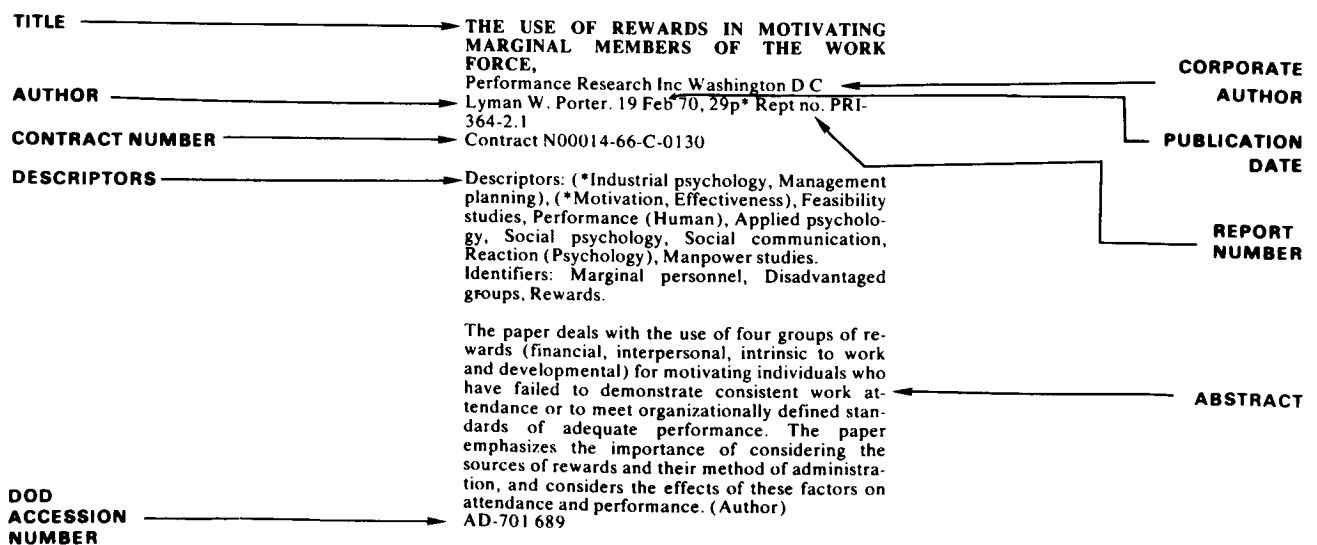 TITLE
THE USE OF REWARDS IN MOTIVATING
MARGINAL MEMBERS OF THE WORK
FORCE,
Performance Research Inc Washington D C
CORPORATE
AUTHOR
AUTHOR
Lyman W. Porter. 19 Feb 70, 29p* Rept no. PRI-
364-2.1
CONTRACT NUMBER
Contract N00014-66-C-0130
PUBLICATION
DATE
DESCRIPTORS
Descriptors: (*Industrial psychology, Management
planning), (*Motivation, Effectiveness), Feasibility
studies, Performance (Human), Applied psycholo-
gy, Social psychology, Social communication,
Reaction (Psychology), Manpower studies.
Identifiers: Marginal personnel, Disadvantaged
groups, Rewards.
REPORT
NUMBER
The paper deals with the use of four groups of re-
wards (financial, interpersonal, intrinsic to work
and developmental) for motivating individuals who
have failed to demonstrate consistent work at-
tendance or to meet organizationally defined stan-
dards of adequate performance. The paper
emphasizes the importance of considering the
sources of rewards and their method of administra-
tion, and considers the effects of these factors on
attendance and performance. (Author)
ABSTRACT
DOD
ACCESSION
NUMBER
AD-701 689